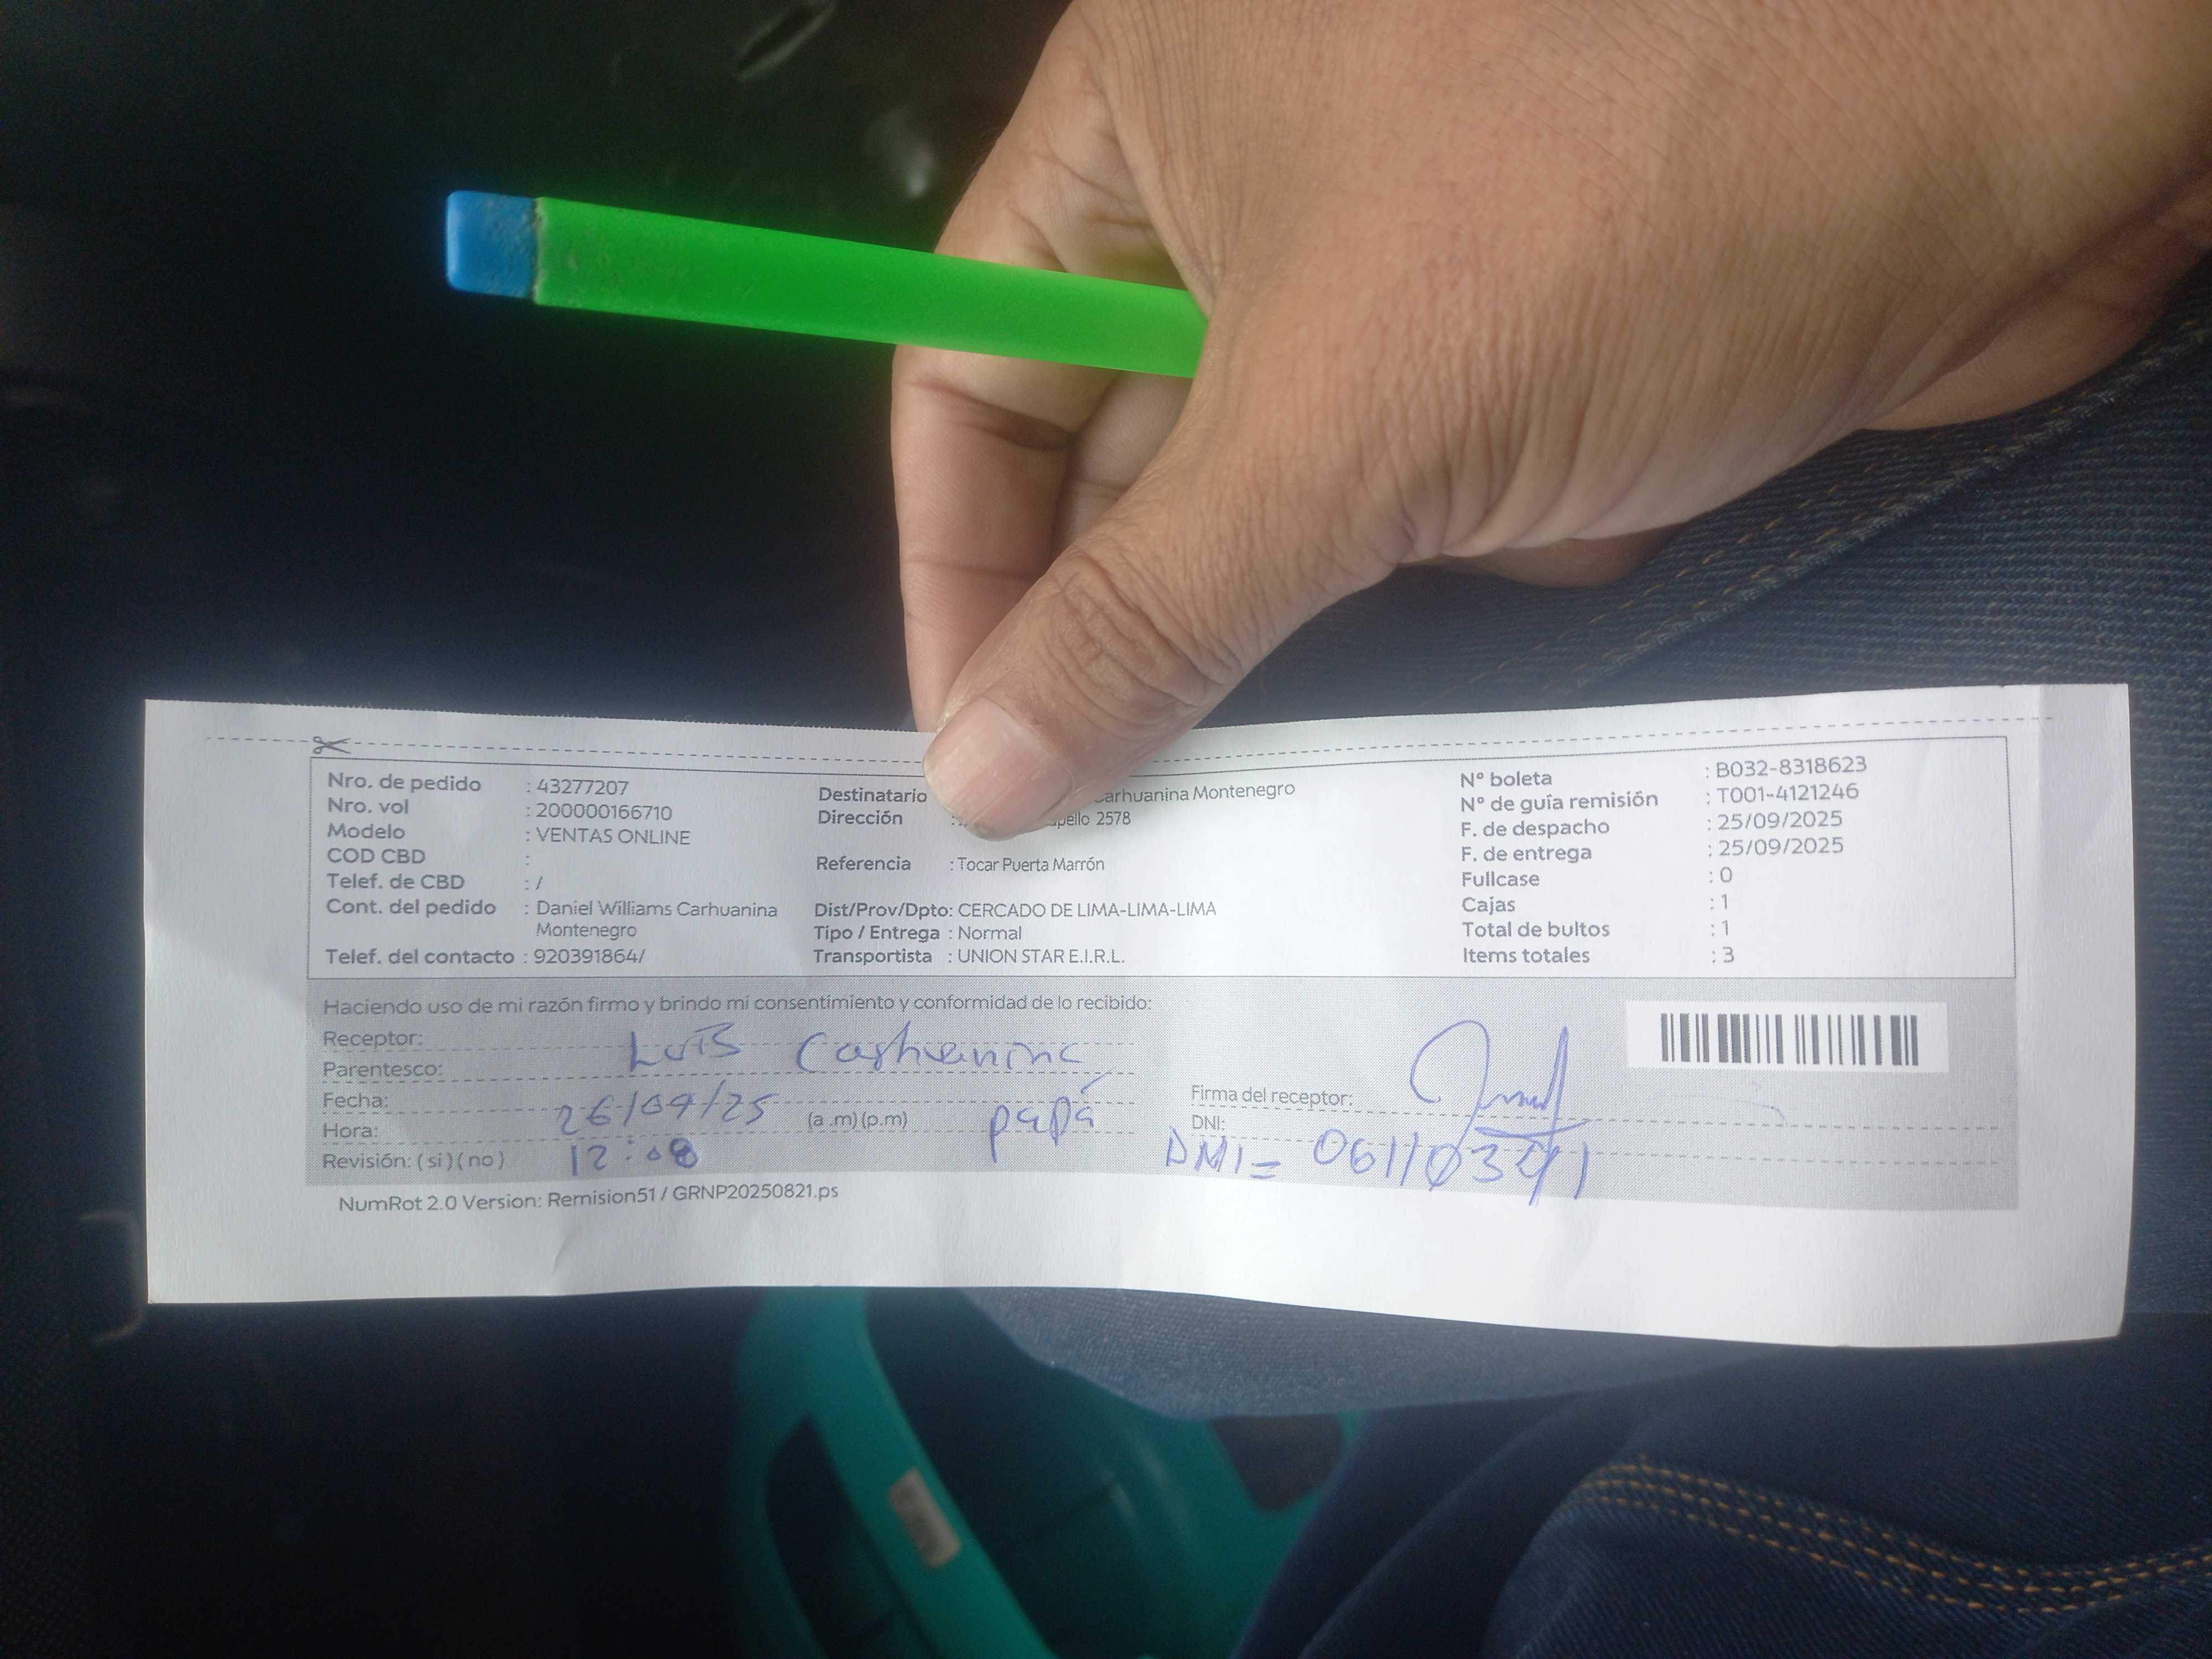 Nro. de pedido : 43277207
Nro. vol : 200000166710
Modelo : VENTAS ONLINE
COD CBD :
Telef. de CBD : /
Cont. del pedido : Daniel Williams Carhuanina
Montenegro
Telef. del contacto : 920391864/
Destinatario arhuanina Montenegro
Dirección : pello 2578
Referencia : Tocar Puerta Marrón
Dist/Prov/Dpto: CERCADO DE LIMA-LIMA-LIMA
Tipo / Entrega : Normal
Transportista : UNION STAR E.I.R.L.
Nº boleta : B032-8318623
Nº de guía remisión : T001-4121246
F. de despacho : 25/09/2025
F. de entrega : 25/09/2025
Fullcase : 0
Cajas : 1
Total de bultos : 1
Items totales : 3
Haciendo uso de mi razón firmo y brindo mi consentimiento y conformidad de lo recibido:
Receptor: Luis Carhuanina
Parentesco: papá
Fecha: 26/09/25
Hora: 12:08 (a .m) (p.m)
Revisión: ( si ) ( no )
Firma del receptor:
DNI:
DNI=
NumRot 2.0 Version: Remision51 / GRNP20250821.ps